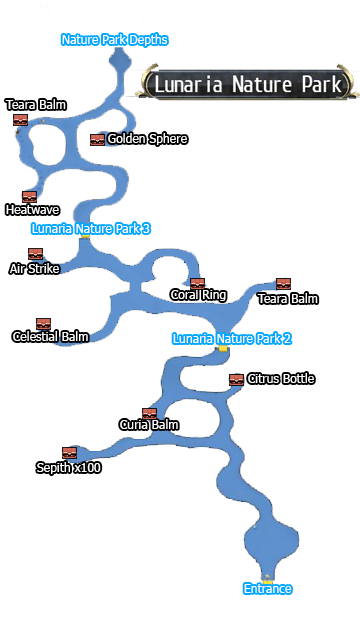 Nature Park Depths
Lunaria Nature Park
Teara Balm
Golden Sphere
Heatwave
Lunaria Nature Park 3
Air Strike
Coral Ring
Teara Balm
Celestial Balm
Lunaria Nature Park 2
Citrus Bottle
Curia Balm
Sepith x100
Entrance